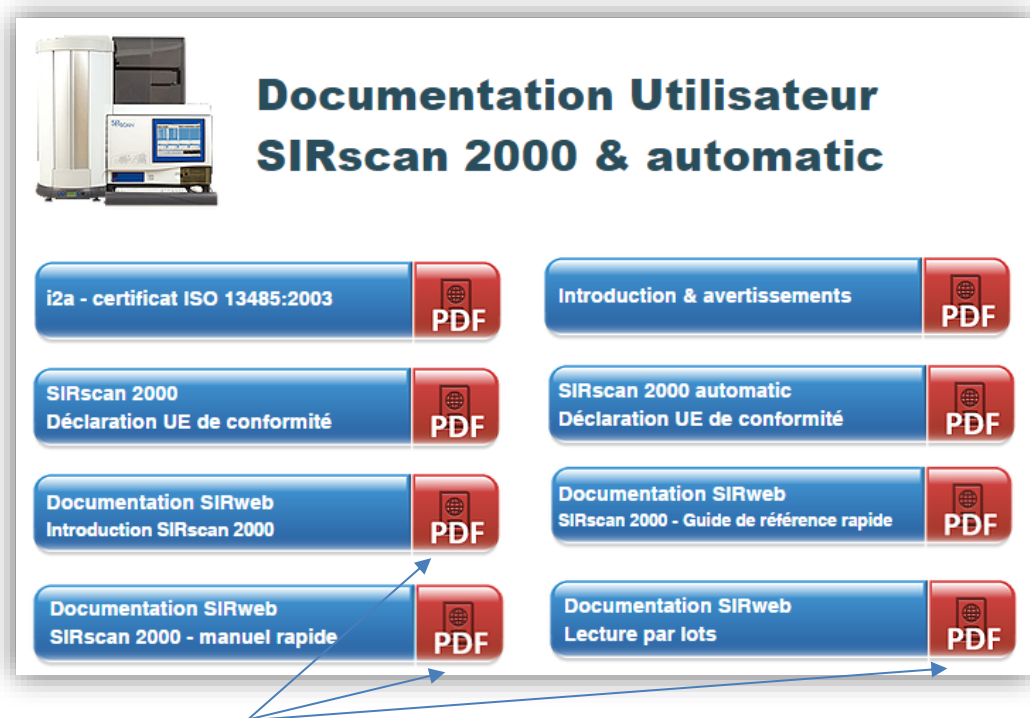 Documentation Utilisateur
SIRscan 2000 & automatic
SIRscan
i2a - certificat ISO 13485:2003
PDF
Introduction & avertissements
PDF
SIRscan 2000
Déclaration UE de conformité
PDF
SIRscan 2000 automatic
Déclaration UE de conformité
PDF
Documentation SIRweb
Introduction SIRscan 2000
PDF
Documentation SIRweb
SIRscan 2000 - Guide de référence rapide
PDF
Documentation SIRweb
SIRscan 2000 - manuel rapide
PDF
Documentation SIRweb
Lecture par lots
PDF